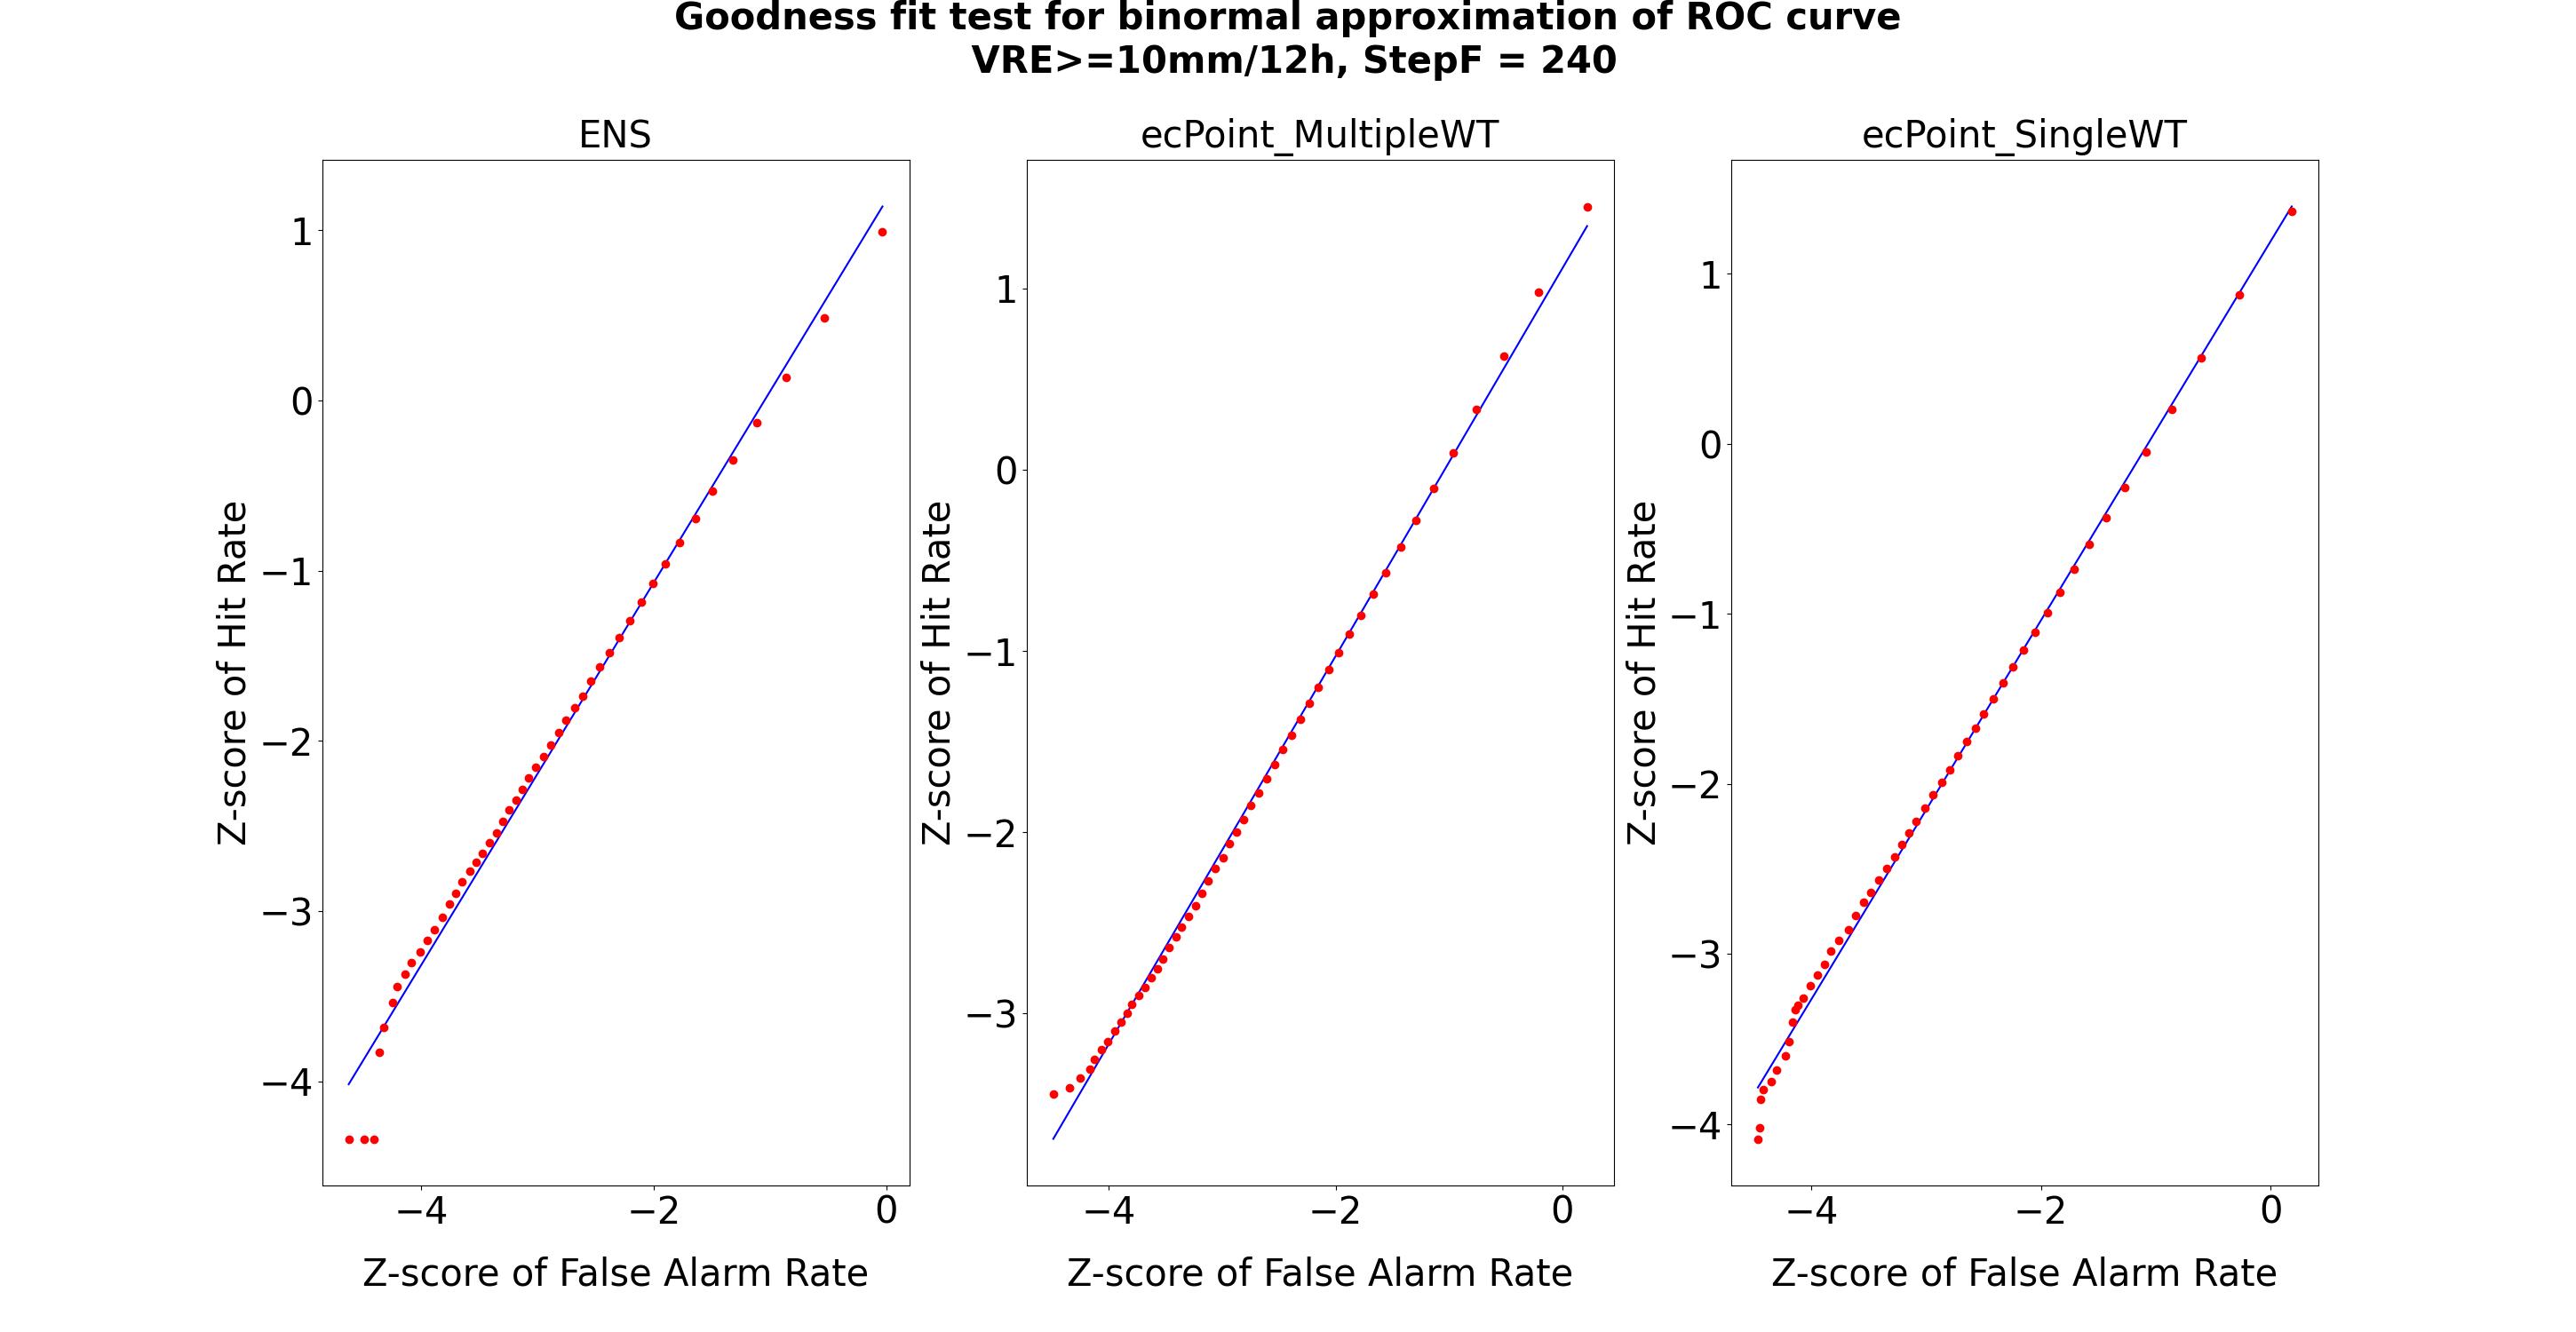 Goodness fit test for binormal approximation of ROC curve
VRE>=10mm/12h, StepF = 240
ENS
Z-score of Hit Rate
1
0
−1
−2
−3
−4
−4 −2 0
Z-score of False Alarm Rate
ecPoint_MultipleWT
Z-score of Hit Rate
1
0
−1
−2
−3
−4 −2 0
Z-score of False Alarm Rate
ecPoint_SingleWT
Z-score of Hit Rate
1
0
−1
−2
−3
−4
−4 −2 0
Z-score of False Alarm Rate